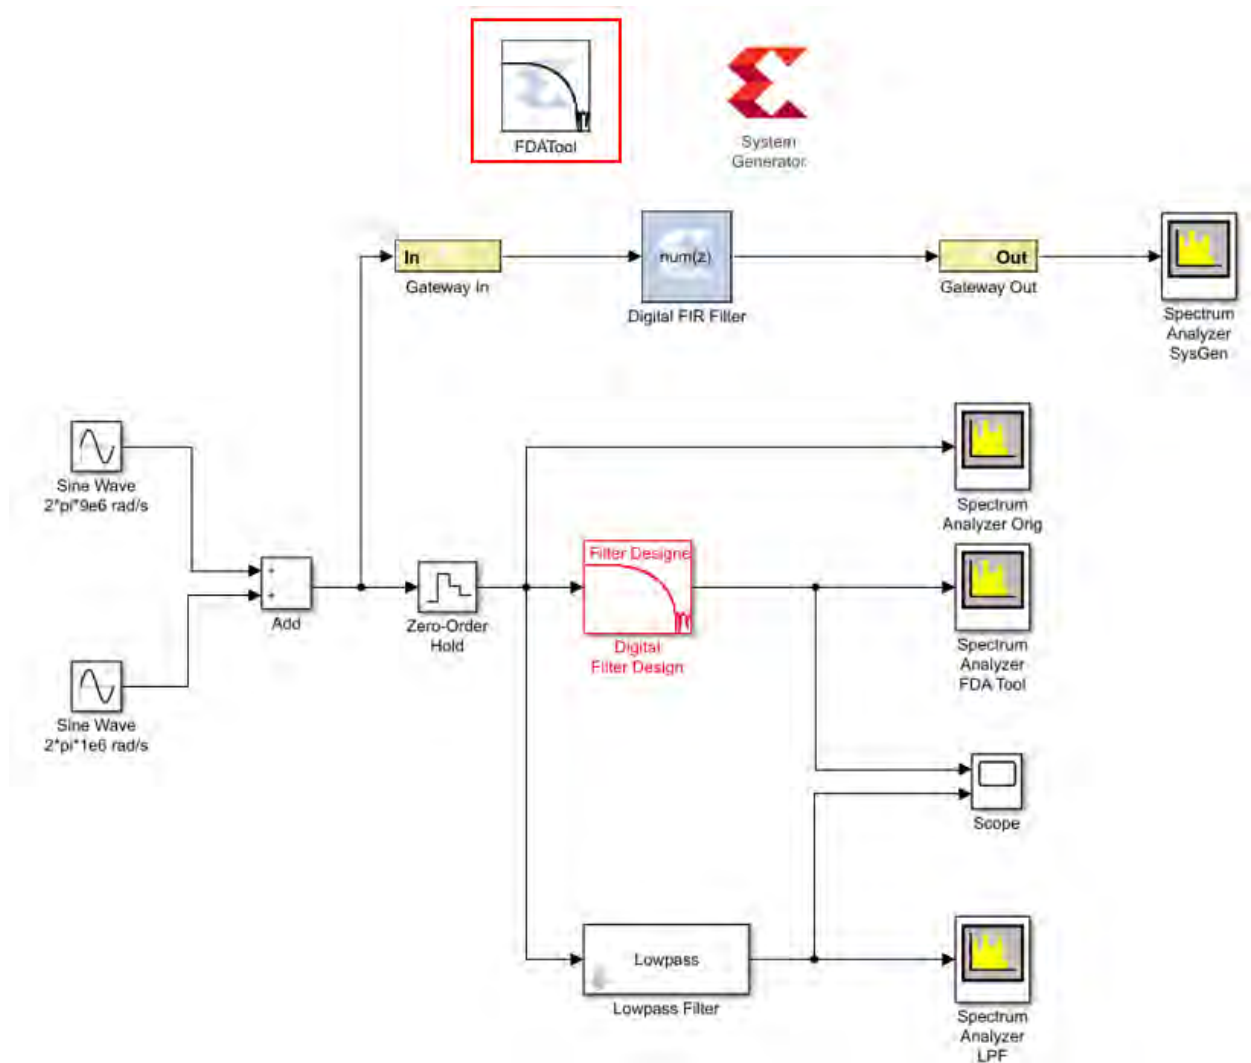 FDATool
System
Generator
In
Gateway In
num(z)
Digital FIR Filter
Out
Gateway Out
Spectrum
Analyzer
SysGen
Sine Wave
2*pi*9e6 rad/s
Spectrum
Analyzer Orig
Filter Designe
Digital
Filter Design
Add
Zero-Order
Hold
Spectrum
Analyzer
FDA Tool
Sine Wave
2*pi*1e6 rad/s
Scope
Lowpass
Lowpass Filter
Spectrum
Analyzer
LPF